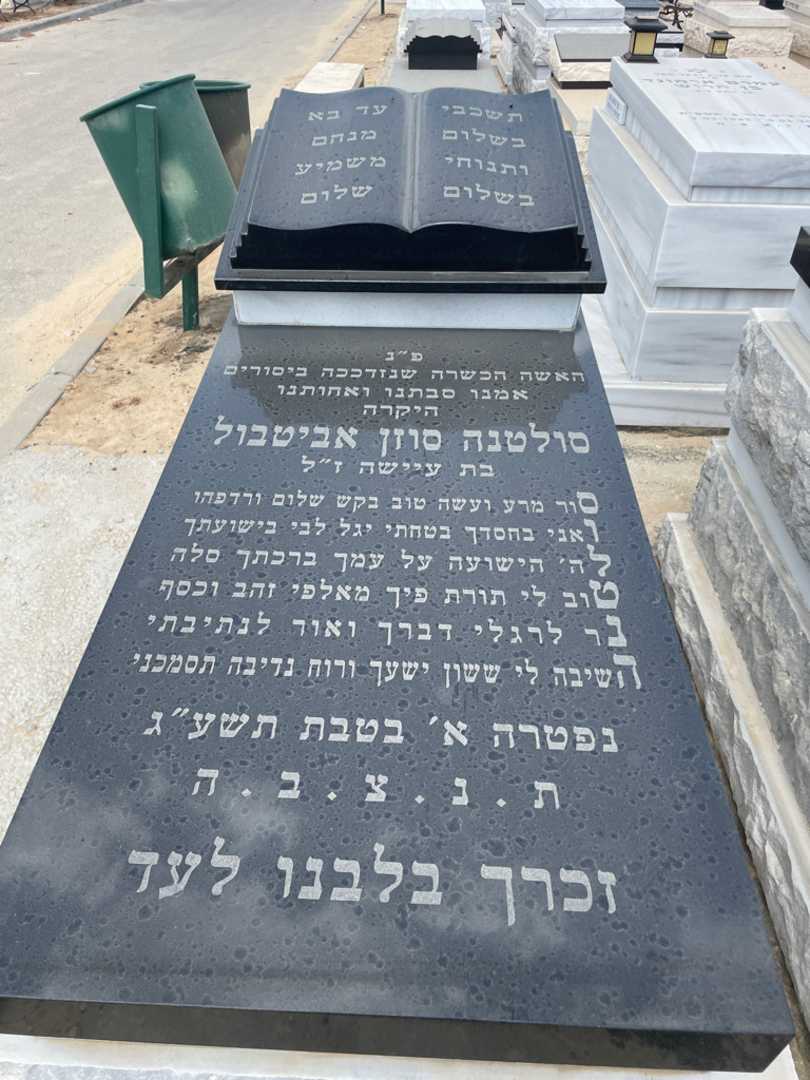 תשכבי
בשלום
ותנוחי
בשלום
עד בא
מנחם
משמיע
שלום
פ״נ
האשה הכשרה שנזדככה ביסורים
אמנו סבתנו ואחותנו
היקרה
סולטנה סוזן אביטבול
בת עיישה ז״ל
סור מרע ועשה טוב בקש שלום ורדפהו
ואני בחסדך בטחתי יגל לבי בישועתך
לה׳ הישועה על עמך ברכתך סלה
טוב לי תורת פיך מאלפי זהב וכסף
נר לרגלי דברך ואור לנתיבתי
השיבה לי ששון ישעך ורוח נדיבה תסמכני
נפטרה א׳ בטבת תשע״ג
ת . נ . צ . ב . ה
זכרך בלבנו לעד